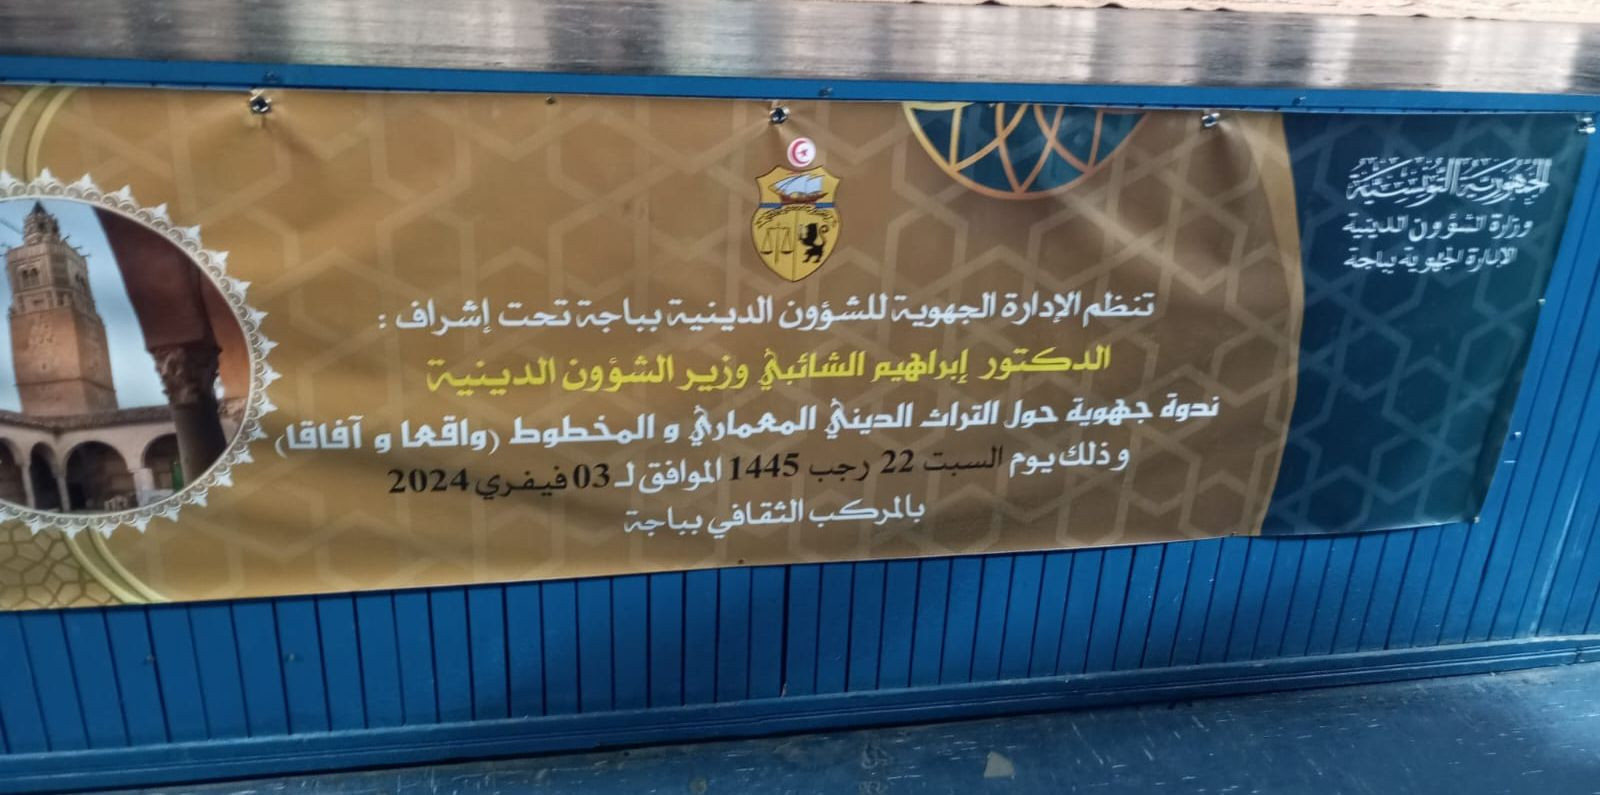 الجمهورية التونسية
وزارة الشؤون الدينية
الإدارة الجهوية بباجة
تنظم الإدارة الجهوية للشؤون الدينية بباجة تحت إشراف :
الدكتور إبراهيم الشائبي وزير الشؤون الدينية
ندوة جهوية حول التراث الديني المعماري و المخطوط (واقعا و آفاقا)
وذلك يوم السبت 22 رجب 1445 الموافق لـ 03 فيفري 2024
بالمركب الثقافي بباجة